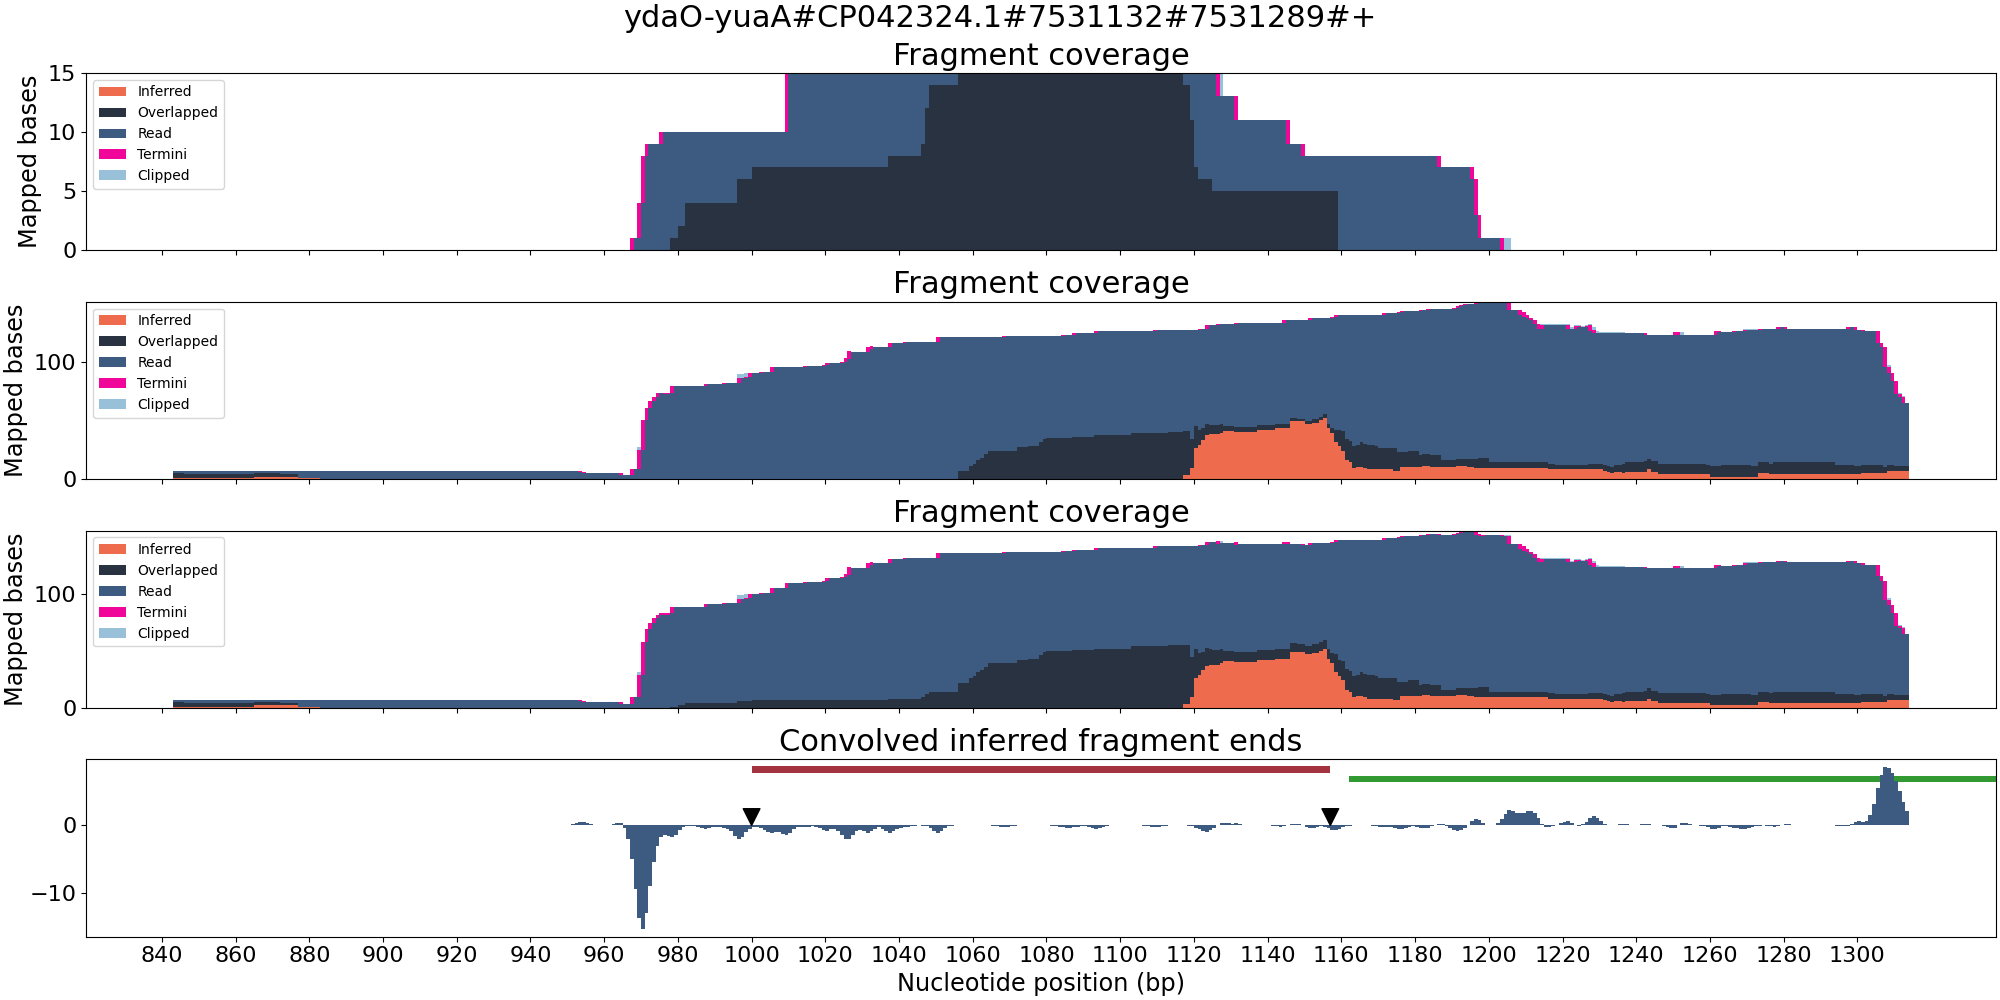 ydaO-yuaA#CP042324.1#7531132#7531289#+
Fragment coverage
Mapped bases
15
10
5
0
Inferred
Overlapped
Read
Termini
Clipped
Fragment coverage
Mapped bases
100
0
Inferred
Overlapped
Read
Termini
Clipped
Fragment coverage
Mapped bases
100
0
Inferred
Overlapped
Read
Termini
Clipped
Convolved inferred fragment ends
0
−10
840 860 880 900 920 940 960 980 1000 1020 1040 1060 1080 1100 1120 1140 1160 1180 1200 1220 1240 1260 1280 1300
Nucleotide position (bp)